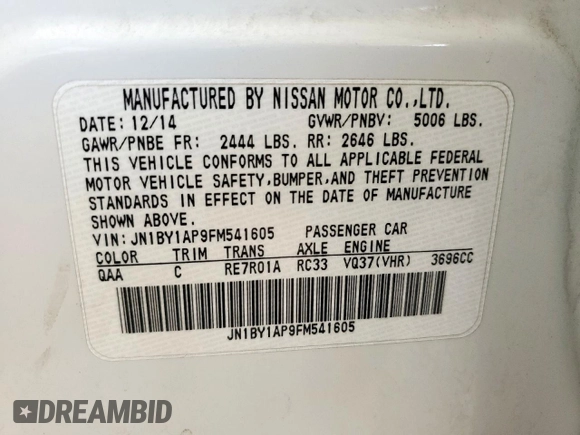 MANUFACTURED BY NISSAN MOTOR CO.,LTD.
DATE: 12/14 GVWR/PNBV: 5006 LBS.
GAWR/PNBE FR: 2444 LBS. RR: 2646 LBS.
THIS VEHICLE CONFORMS TO ALL APPLICABLE FEDERAL
MOTOR VEHICLE SAFETY,BUMPER,AND THEFT PREVENTION
STANDARDS IN EFFECT ON THE DATE OF MANUFACTURE
SHOWN ABOVE.
VIN: JN1BY1AP9FM541605 PASSENGER CAR
COLOR TRIM TRANS AXLE ENGINE
QAA C RE7R01A RC33 VQ37(VHR) 3696CC
JN1BY1AP9FM541605
DREAMBID